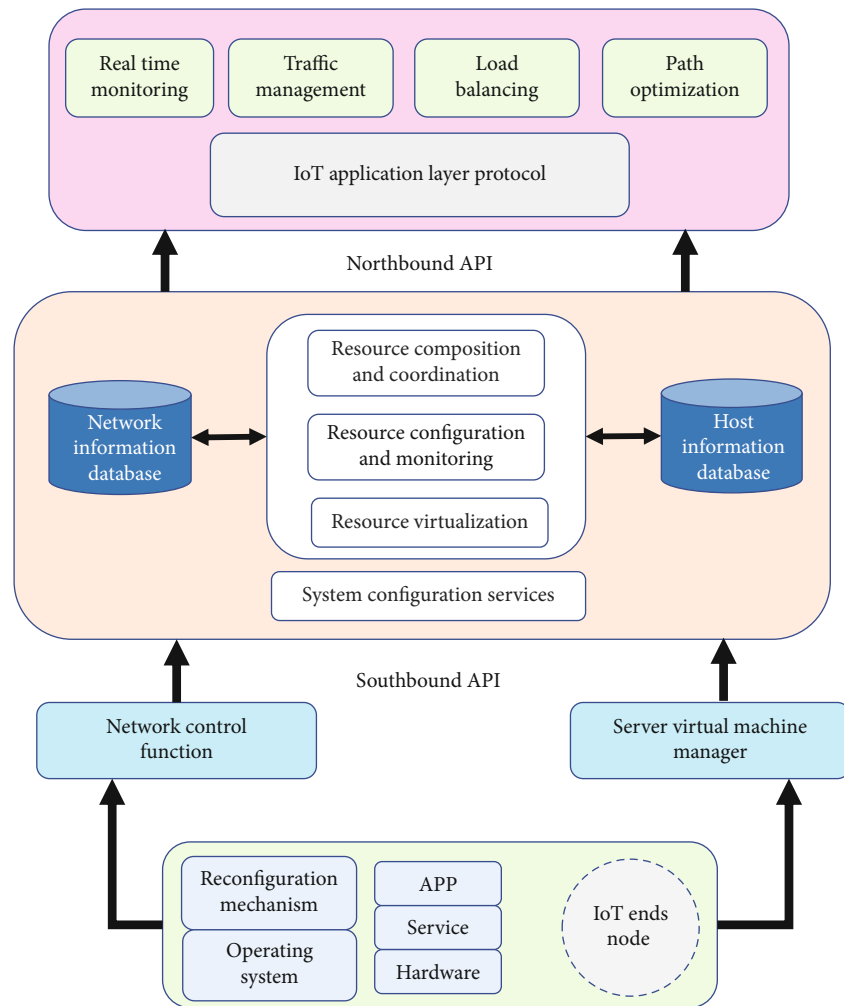 Real time
monitoring
Traffic
management
Load
balancing
Path
optimization
IoT application layer protocol
Northbound API
Resource composition
and coordination
Network
information
database
Resource configuration
and monitoring
Host
information
database
Resource virtualization
System configuration services
Southbound API
Network control
function
Server virtual machine
manager
Reconfiguration
mechanism
Operating
system
APP
Service
Hardware
IoT ends
node